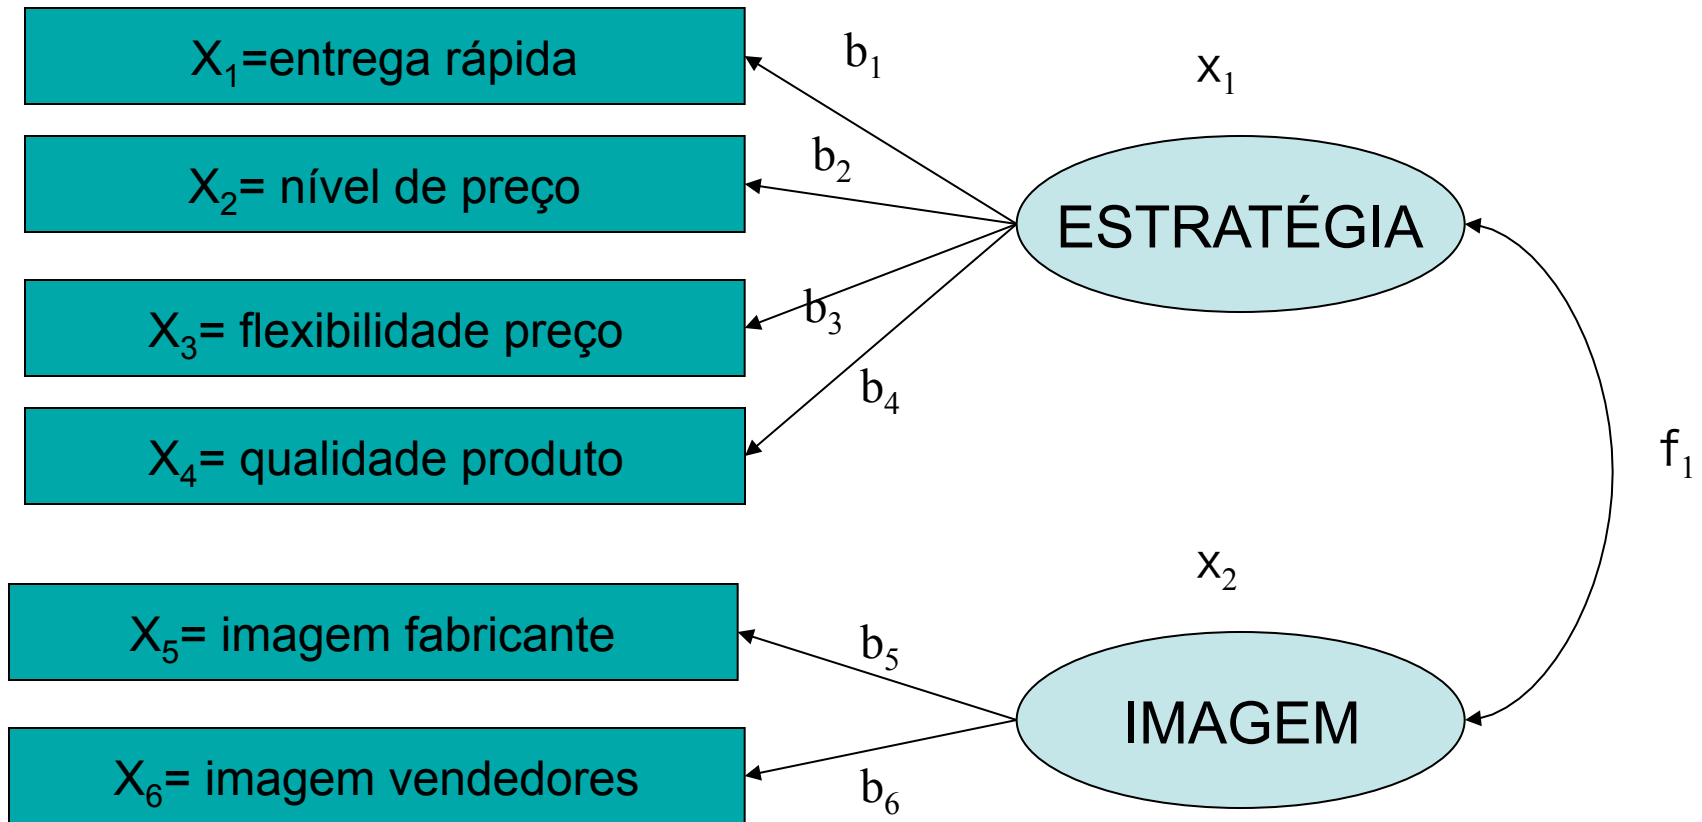 X₁=entrega rápida
b₁
x₁
X₂= nível de preço
b₂
ESTRATÉGIA
X₃= flexibilidade preço
b₃
X₄= qualidade produto
b₄
f₁
x₂
X₅= imagem fabricante
b₅
IMAGEM
X₆= imagem vendedores
b₆